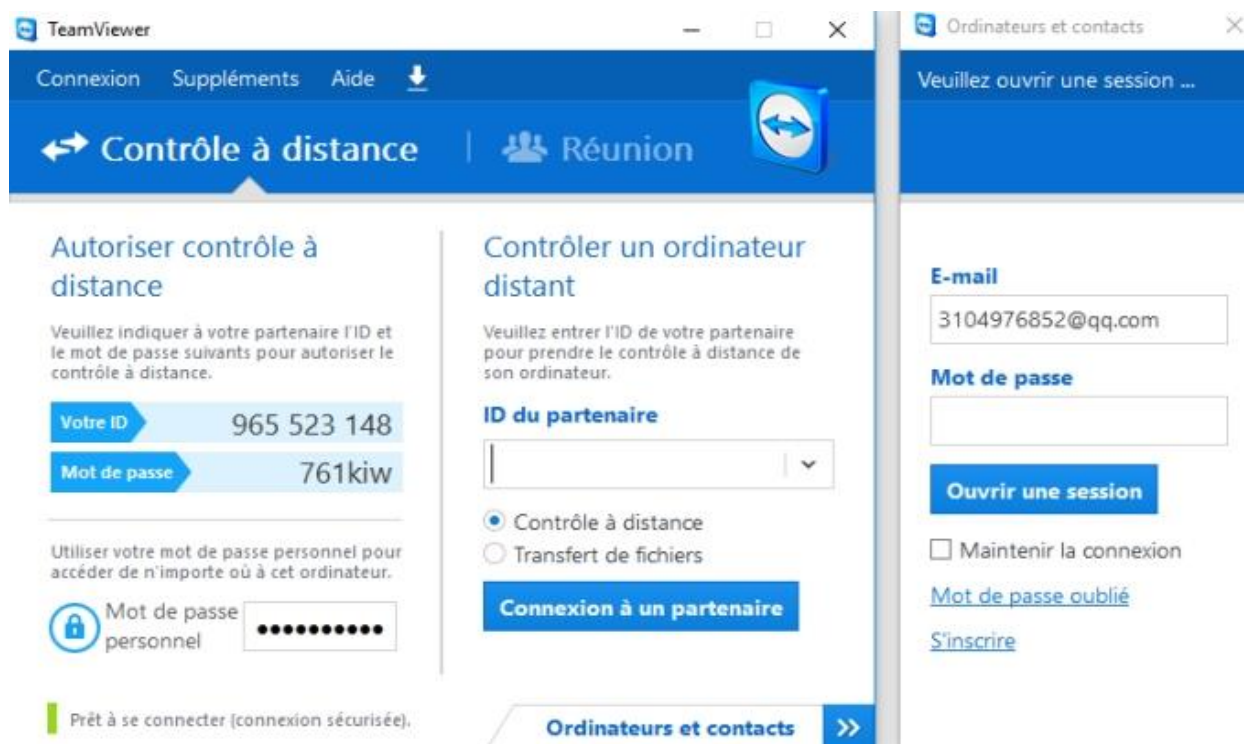 TeamViewer
Connexion Suppléments Aide
Contrôle à distance
Réunion
Autoriser contrôle à
distance
Veuillez indiquer à votre partenaire l'ID et
le mot de passe suivants pour autoriser le
contrôle à distance.
Votre ID 965 523 148
Mot de passe 761kiw
Utiliser votre mot de passe personnel pour
accéder de n'importe où à cet ordinateur.
Mot de passe
personnel
••••••••••
Prêt à se connecter (connexion sécurisée).
Contrôler un ordinateur
distant
Veuillez entrer l'ID de votre partenaire
pour prendre le contrôle à distance de
son ordinateur.
ID du partenaire
Contrôle à distance
Transfert de fichiers
Connexion à un partenaire
Ordinateurs et contacts
Ordinateurs et contacts
Veuillez ouvrir une session ...
E-mail
3104976852@qq.com
Mot de passe
Ouvrir une session
Maintenir la connexion
Mot de passe oublié
S'inscrire